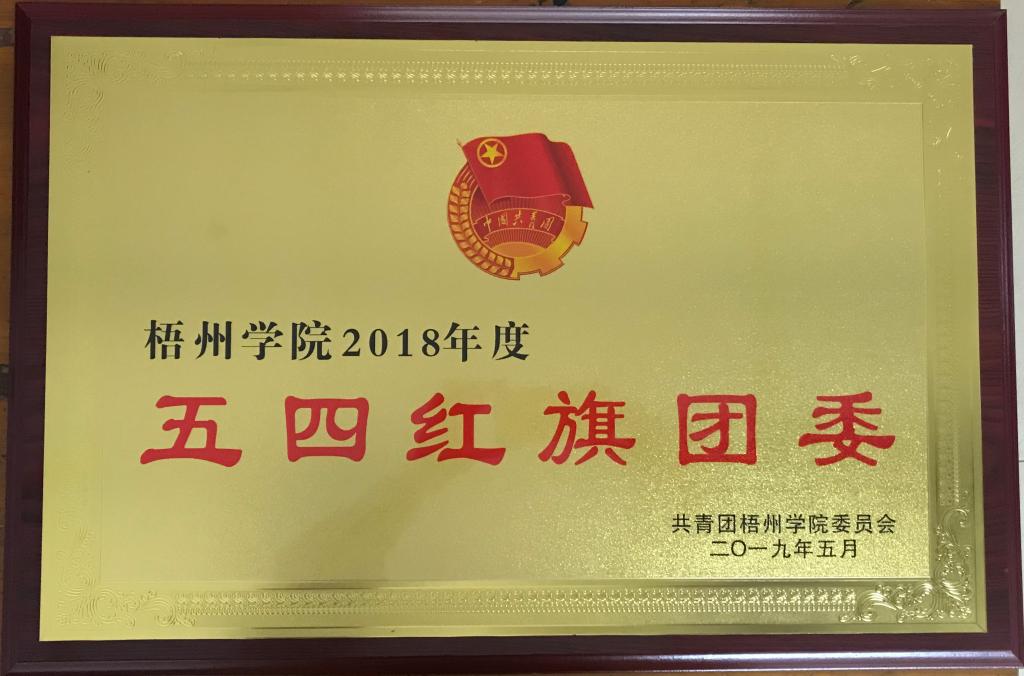 中国共青团
梧州学院2018年度
五四红旗团委
共青团梧州学院委员会
二〇一九年五月